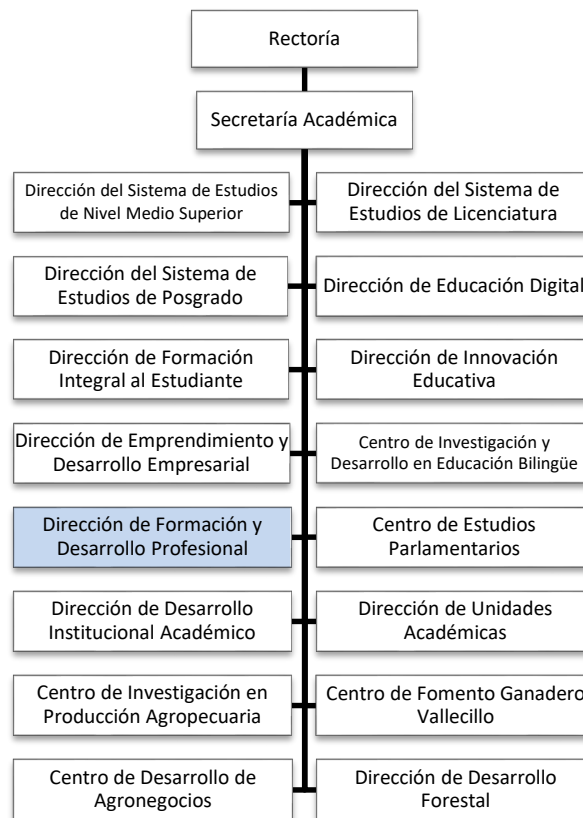 Rectoría
Secretaría Académica
Dirección del Sistema de Estudios
de Nivel Medio Superior
Dirección del Sistema de
Estudios de Licenciatura
Dirección del Sistema de
Estudios de Posgrado
Dirección de Educación Digital
Dirección de Formación
Integral al Estudiante
Dirección de Innovación
Educativa
Dirección de Emprendimiento y
Desarrollo Empresarial
Centro de Investigación y
Desarrollo en Educación Bilingüe
Dirección de Formación y
Desarrollo Profesional
Centro de Estudios
Parlamentarios
Dirección de Desarrollo
Institucional Académico
Dirección de Unidades
Académicas
Centro de Investigación en
Producción Agropecuaria
Centro de Fomento Ganadero
Vallecillo
Centro de Desarrollo de
Agronegocios
Dirección de Desarrollo
Forestal